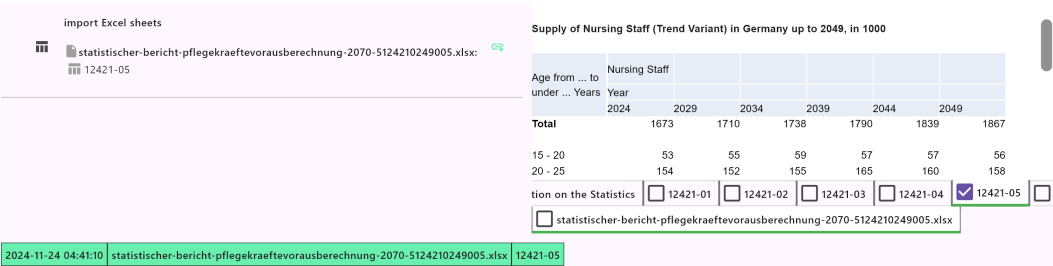 import Excel sheets
statistischer-bericht-pflegekraeftevorausberechnung-2070-5124210249005.xlsx:
12421-05
Supply of Nursing Staff (Trend Variant) in Germany up to 2049, in 1000
Age from ... to under ... Years
Nursing Staff
Year
2024 2029 2034 2039 2044 2049
Total 1673 1710 1738 1790 1839 1867
15 - 20 53 55 59 57 57 56
20 - 25 154 152 155 165 160 158
tion on the Statistics 12421-01 12421-02 12421-03 12421-04 12421-05
statistischer-bericht-pflegekraeftevorausberechnung-2070-5124210249005.xlsx
2024-11-24 04:41:10 statistischer-bericht-pflegekraeftevorausberechnung-2070-5124210249005.xlsx 12421-05